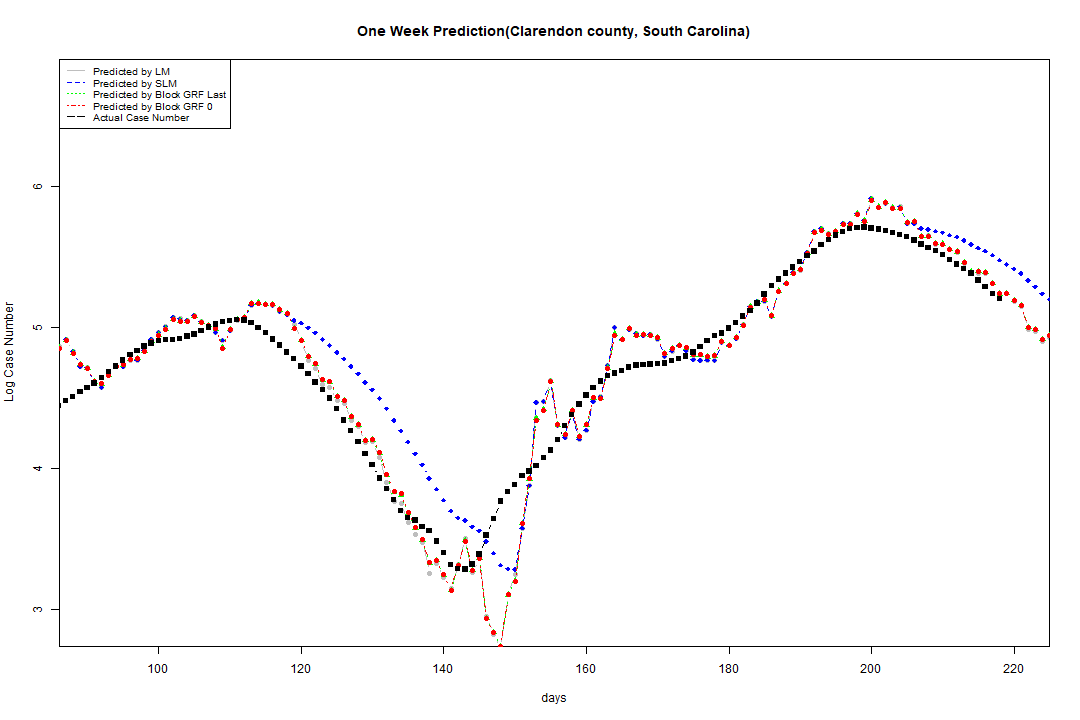 One Week Prediction(Clarendon county, South Carolina)
Predicted by LM
Predicted by SLM
Predicted by Block GRF Last
Predicted by Block GRF 0
Actual Case Number
Log Case Number
6
5
4
3
100 120 140 160 180 200 220
days